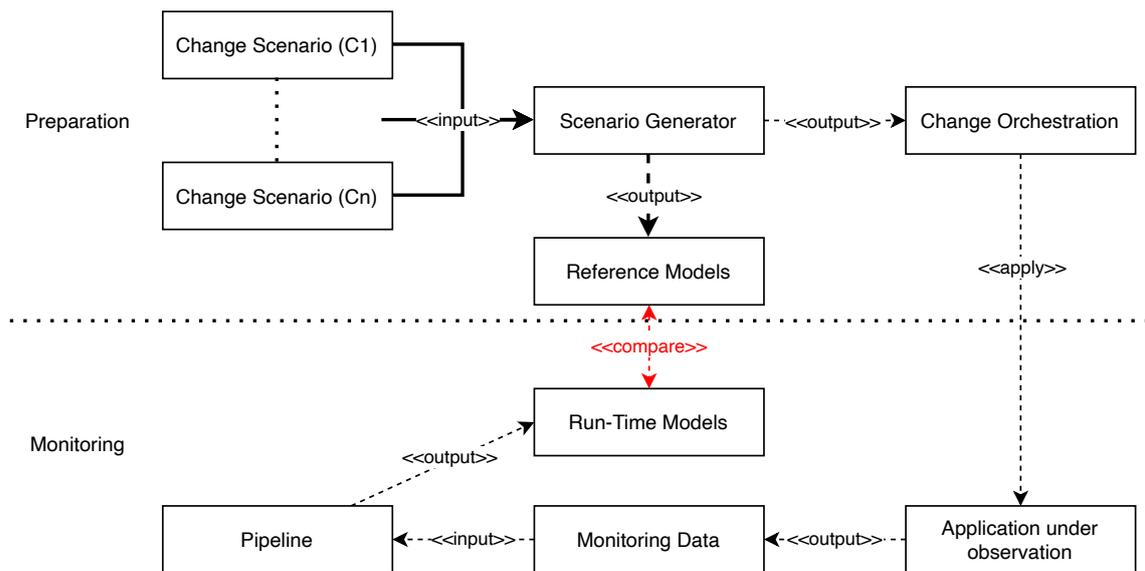 Change Scenario (C1)
Preparation
<<input>>
Scenario Generator
<<output>>
Change Orchestration
Change Scenario (Cn)
<<output>>
Reference Models
<<apply>>
<<compare>>
Run-Time Models
Monitoring
<<output>>
Pipeline
<<input>>
Monitoring Data
<<output>>
Application under
observation